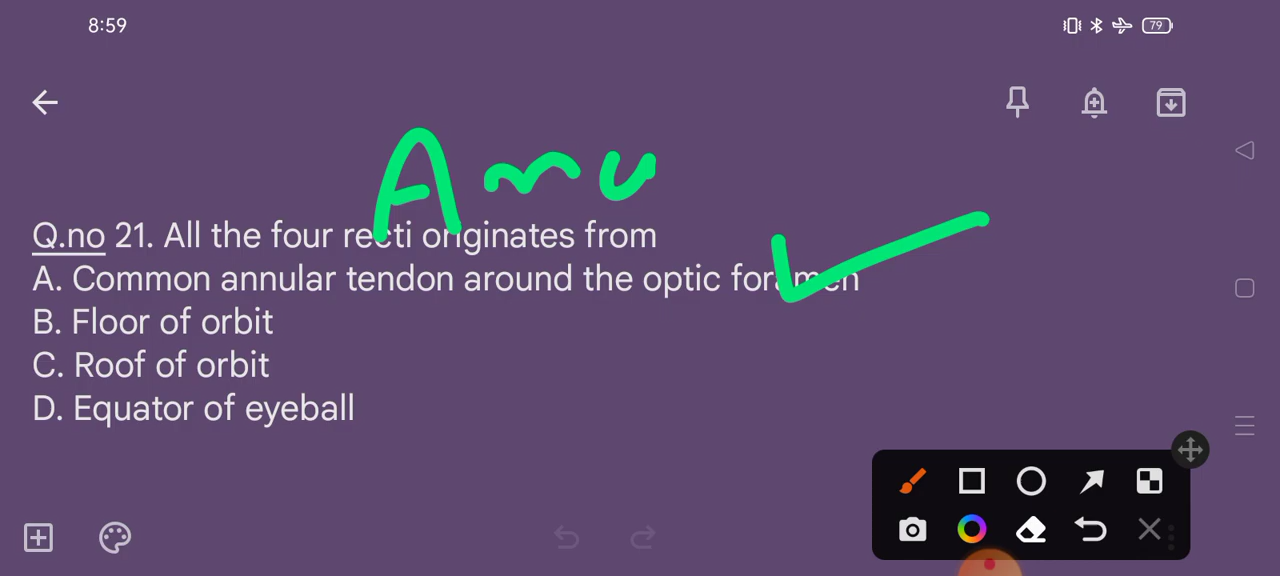 8:59
79
Amu
Q.no 21. All the four recti originates from
A. Common annular tendon around the optic foramen
B. Floor of orbit
C. Roof of orbit
D. Equator of eyeball